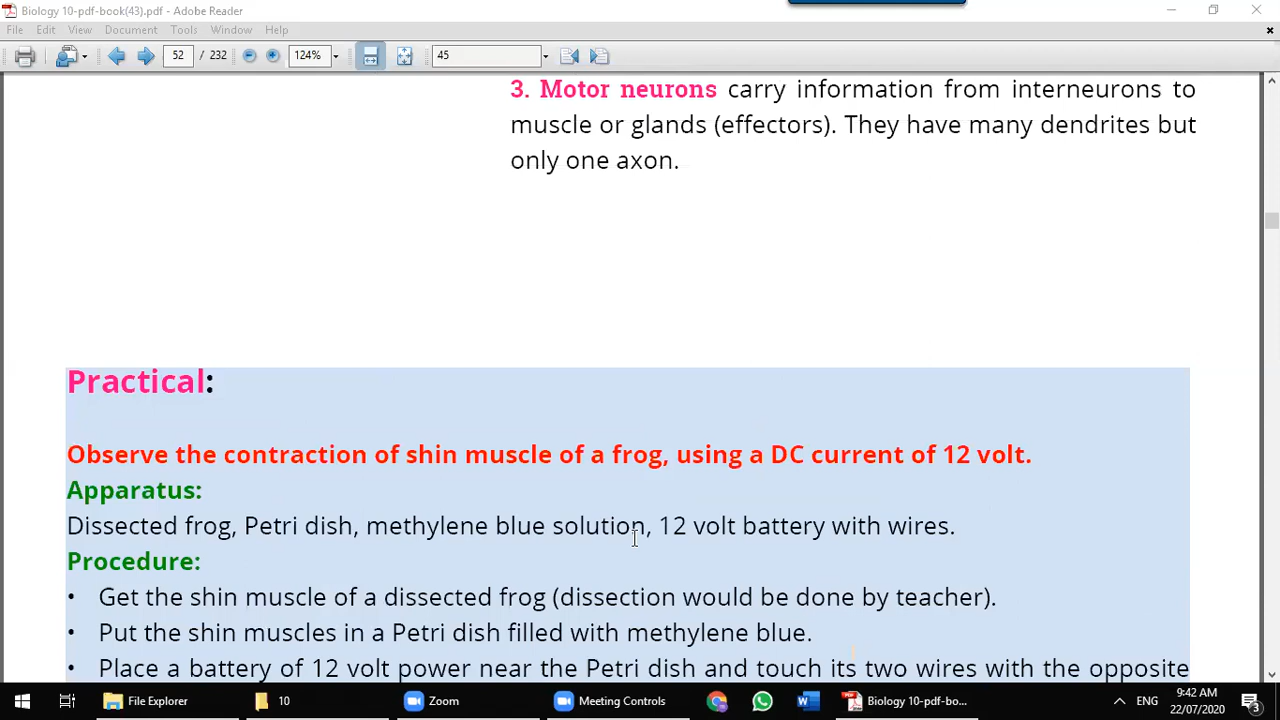 Biology 10-pdf-book(43).pdf - Adobe Reader
File Edit View Document Tools Window Help
52 / 232 124% 45
3. Motor neurons carry information from interneurons to
muscle or glands (effectors). They have many dendrites but
only one axon.
Practical:
Observe the contraction of shin muscle of a frog, using a DC current of 12 volt.
Apparatus:
Dissected frog, Petri dish, methylene blue solution, 12 volt battery with wires.
Procedure:
• Get the shin muscle of a dissected frog (dissection would be done by teacher).
• Put the shin muscles in a Petri dish filled with methylene blue.
• Place a battery of 12 volt power near the Petri dish and touch its two wires with the opposite
File Explorer 10 Zoom Meeting Controls Biology 10-pdf-bo... ENG 9:42 AM
22/07/2020 3